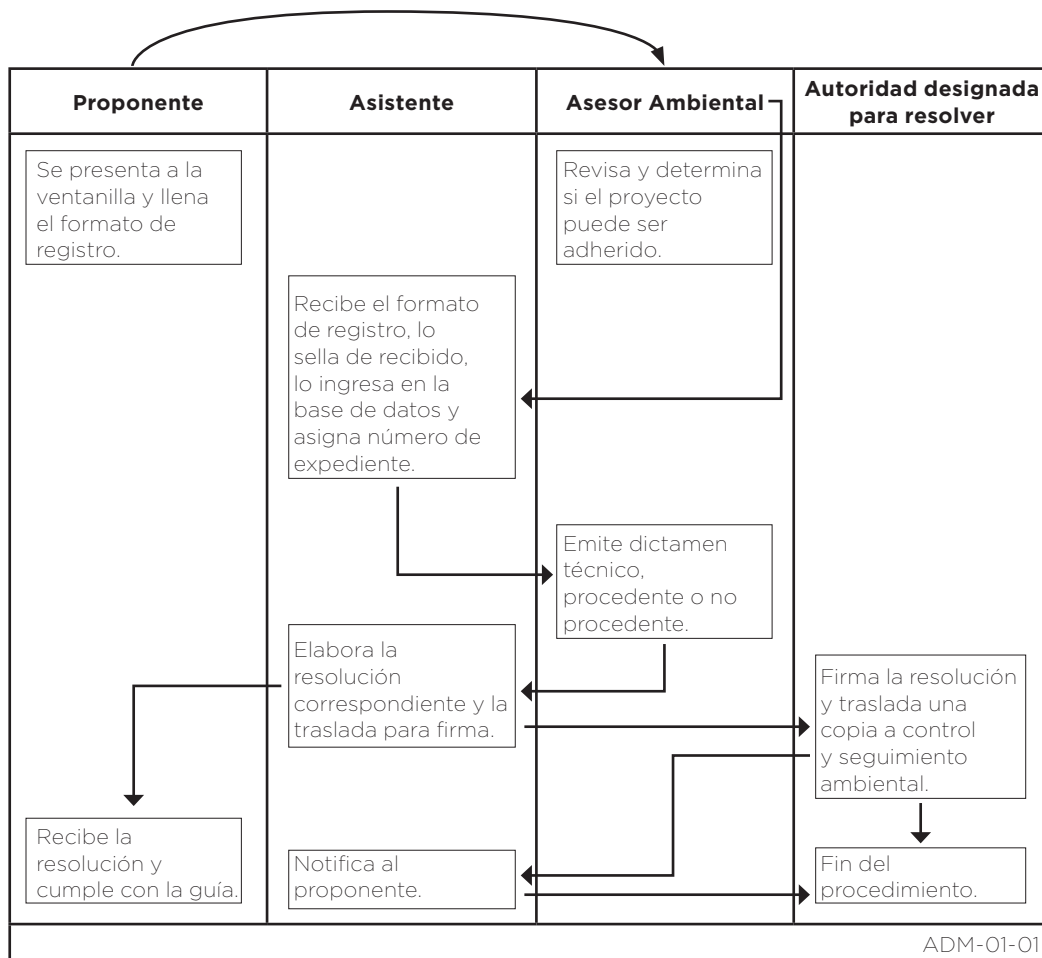 Proponente
Asistente
Asesor Ambiental
Autoridad designada
para resolver
Se presenta a la
ventanilla y llena
el formato de
registro.
Revisa y determina
si el proyecto
puede ser
adherido.
Recibe el formato
de registro, lo
sella de recibido,
lo ingresa en la
base de datos y
asigna número de
expediente.
Emite dictamen
técnico,
procedente o no
procedente.
Elabora la
resolución
correspondiente y la
traslada para firma.
Firma la resolución
y traslada una
copia a control
y seguimiento
ambiental.
Recibe la
resolución y
cumple con la guía.
Notifica al
proponente.
Fin del
procedimiento.
ADM-01-01